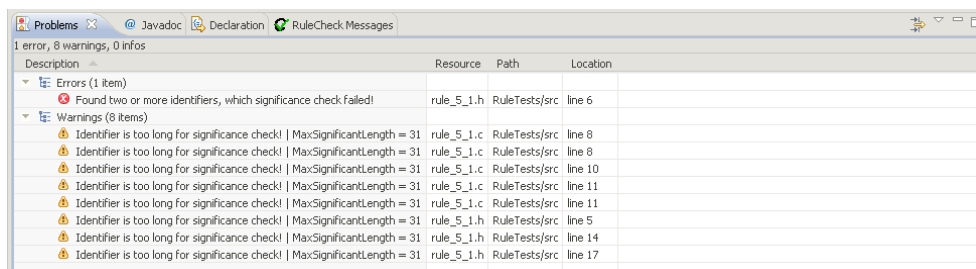 Problems @ Javadoc Declaration RuleCheck Messages
1 error, 8 warnings, 0 infos
Description Resource Path Location
Errors (1 item)
Found two or more identifiers, which significance check failed! rule_5_1.h RuleTests/src line 6
Warnings (8 items)
Identifier is too long for significance check! | MaxSignificantLength = 31 rule_5_1.c RuleTests/src line 8
Identifier is too long for significance check! | MaxSignificantLength = 31 rule_5_1.c RuleTests/src line 8
Identifier is too long for significance check! | MaxSignificantLength = 31 rule_5_1.c RuleTests/src line 10
Identifier is too long for significance check! | MaxSignificantLength = 31 rule_5_1.c RuleTests/src line 11
Identifier is too long for significance check! | MaxSignificantLength = 31 rule_5_1.c RuleTests/src line 11
Identifier is too long for significance check! | MaxSignificantLength = 31 rule_5_1.h RuleTests/src line 5
Identifier is too long for significance check! | MaxSignificantLength = 31 rule_5_1.h RuleTests/src line 14
Identifier is too long for significance check! | MaxSignificantLength = 31 rule_5_1.h RuleTests/src line 17